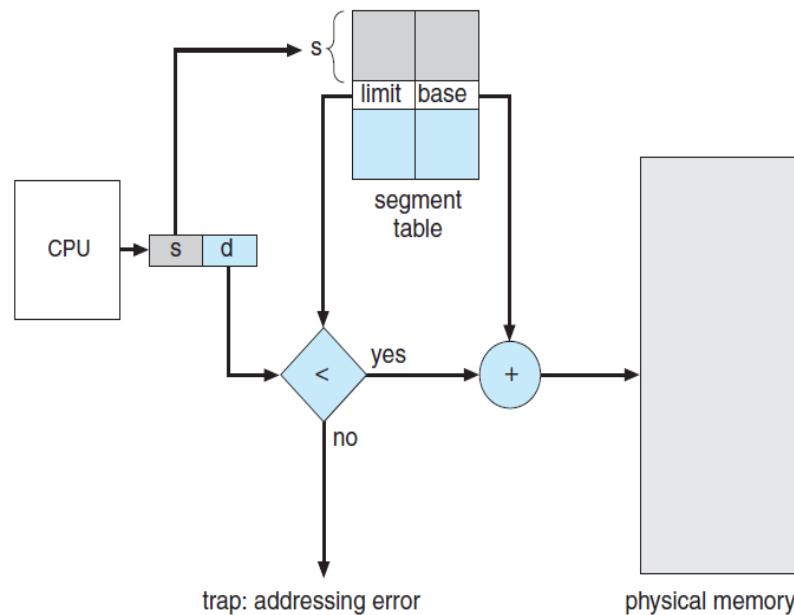 s
limit base
segment
table
CPU
s d
yes
<
+
no
trap: addressing error
physical memory